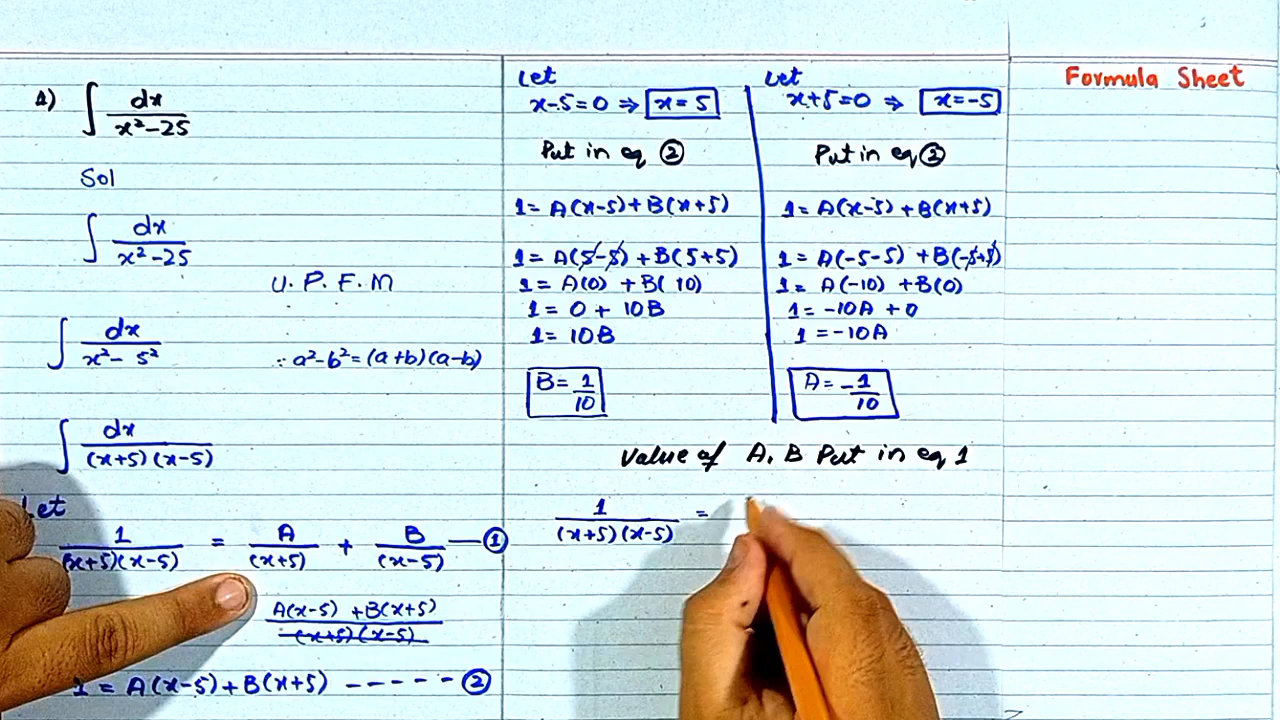 1) ∫ dx / x²-25
Sol
∫ dx / x²-25
U.P.F.M
∫ dx / x²- 5² ∵ a²-b²=(a+b)(a-b)
∫ dx / (x+5)(x-5)
Let
1 / (x+5)(x-5) = A / (x+5) + B / (x-5) — ①
A(x-5) + B(x+5) / (x+5)(x-5)
1 = A(x-5)+B(x+5) ----- ②
Let
x-5=0 ⇒ x=5
Put in eq ②
1= A(x-5)+B(x+5)
1= A(5-5) + B(5+5)
1= A(0) + B(10)
1= 0 + 10B
1= 10B
B= 1/10
Let
x+5=0 ⇒ x=-5
Put in eq ②
1= A(x-5) + B(x+5)
1= A(-5-5) + B(-5+5)
1= A(-10) + B(0)
1= -10A + 0
1 = -10A
A= -1/10
Value of A, B Put in eq 1
1 / (x+5)(x-5) =
Formula Sheet